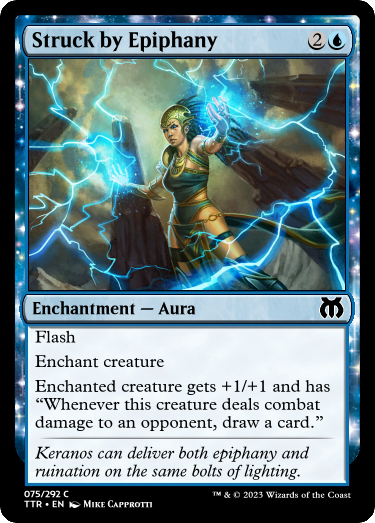 Struck by Epiphany 2
Enchantment — Aura
Flash
Enchant creature
Enchanted creature gets +1/+1 and has
“Whenever this creature deals combat
damage to an opponent, draw a card.”
Keranos can deliver both epiphany and
ruination on the same bolts of lighting.
075/292 C
TTR • EN Mike Capprotti
™ & © 2023 Wizards of the Coast